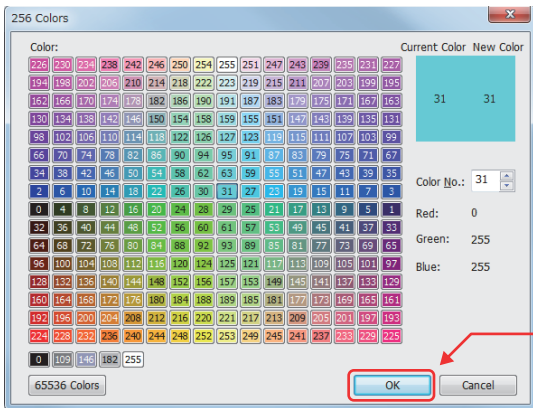 256 Colors
Color:
Current Color New Color
226 230 234 238 242 246 250 254 255 251 247 243 239 235 231 227
194 198 202 206 210 214 218 222 223 219 215 211 207 203 199 195
162 166 170 174 178 182 186 190 191 187 183 179 175 171 167 163
130 134 138 142 146 150 154 158 159 155 151 147 143 139 135 131
98 102 106 110 114 118 122 126 127 123 119 115 111 107 103 99
66 70 74 78 82 86 90 94 95 91 87 83 79 75 71 67
34 38 42 46 50 54 58 62 63 59 55 51 47 43 39 35
2 6 10 14 18 22 26 30 31 27 23 19 15 11 7 3
0 4 8 12 16 20 24 28 29 25 21 17 13 9 5 1
32 36 40 44 48 52 56 60 61 57 53 49 45 41 37 33
64 68 72 76 80 84 88 92 93 89 85 81 77 73 69 65
96 100 104 108 112 116 120 124 125 121 117 113 109 105 101 97
128 132 136 140 144 148 152 156 157 153 149 145 141 137 133 129
160 164 168 172 176 180 184 188 189 185 181 177 173 169 165 161
192 196 200 204 208 212 216 220 221 217 213 209 205 201 197 193
224 228 232 236 240 244 248 252 253 249 245 241 237 233 229 225
0 109 146 182 255
31 31
Color No.: 31
Red: 0
Green: 255
Blue: 255
65536 Colors
OK
Cancel